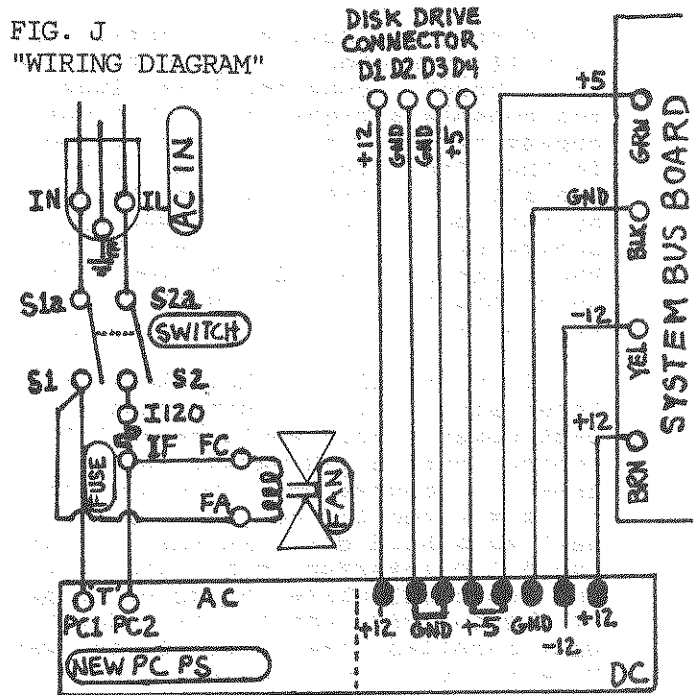 FIG. J
"WIRING DIAGRAM"
DISK DRIVE
CONNECTOR
D1 D2 D3 D4
+12 GND GND +5
+5
GRN
GND
BLK
-12
YEL
+12
BRN
SYSTEM BUS BOARD
IN IL
AC IN
S1a S2a
SWITCH
S1 S2
I120
IF FC
FUSE
FA
FAN
"T" AC
PC1 PC2
+12 GND +5 GND -12 +12
NEW PC PS
DC